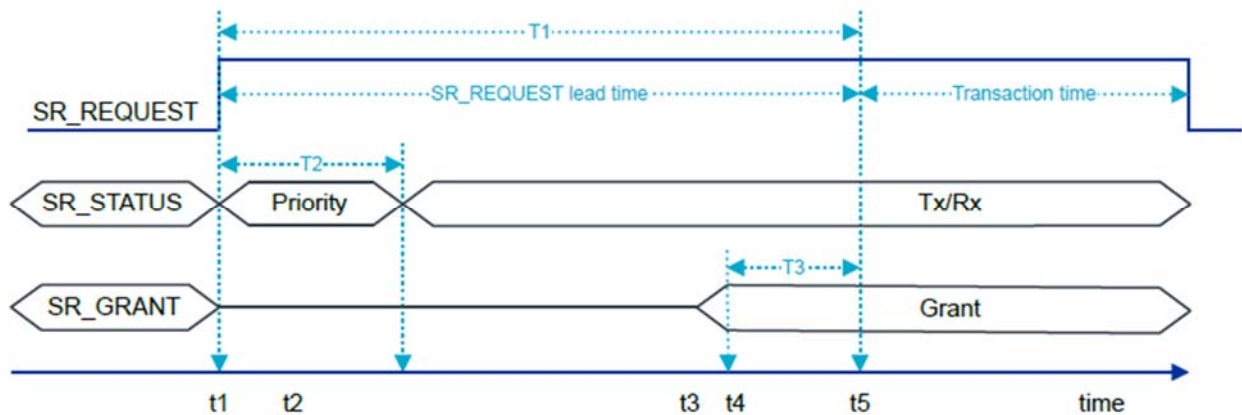 T1
SR_REQUEST
SR_REQUEST lead time
Transaction time
T2
SR_STATUS
Priority
Tx/Rx
T3
SR_GRANT
Grant
t1 t2 t3 t4 t5 time